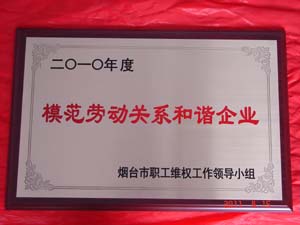 二〇一〇年度
模范劳动关系和谐企业
烟台市职工维权工作领导小组